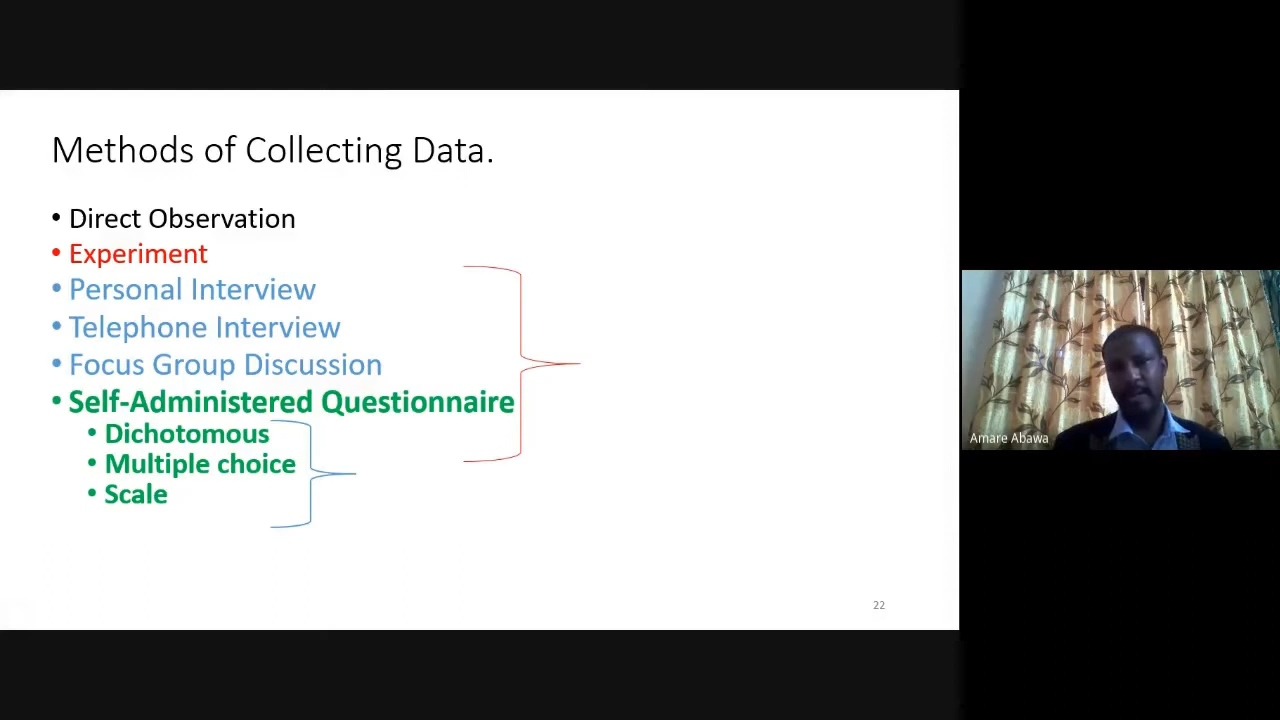 Methods of Collecting Data.
• Direct Observation
• Experiment
• Personal Interview
• Telephone Interview
• Focus Group Discussion
• Self-Administered Questionnaire
• Dichotomous
• Multiple choice
• Scale
22
Amare Abawa